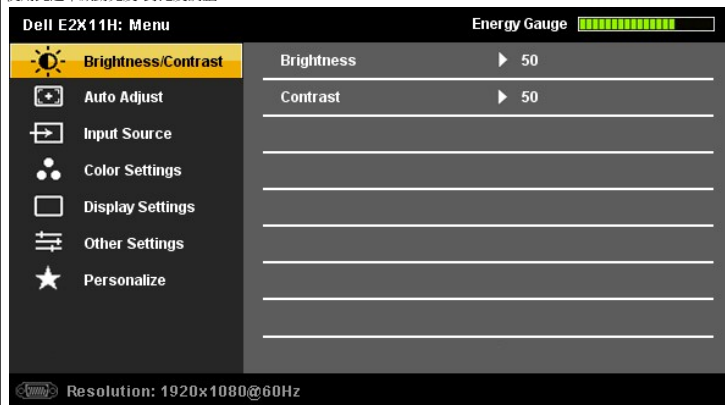 Dell E2X11H: Menu
Energy Gauge
Brightness/Contrast
Brightness
50
Auto Adjust
Contrast
50
Input Source
Color Settings
Display Settings
Other Settings
Personalize
Resolution: 1920x1080@60Hz